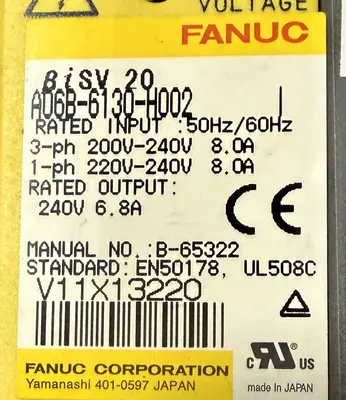 VOLTAGE
FANUC
βiSV 20
A06B-6130-H002
RATED INPUT :50Hz/60Hz
3-ph 200V-240V 8.0A
1-ph 220V-240V 8.0A
RATED OUTPUT:
240V 6.8A
CE
MANUAL NO.:B-65322
STANDARD: EN50178, UL508C
V11X13220
FANUC CORPORATION
Yamanashi 401-0597 JAPAN
C RU US
MADE IN JAPAN